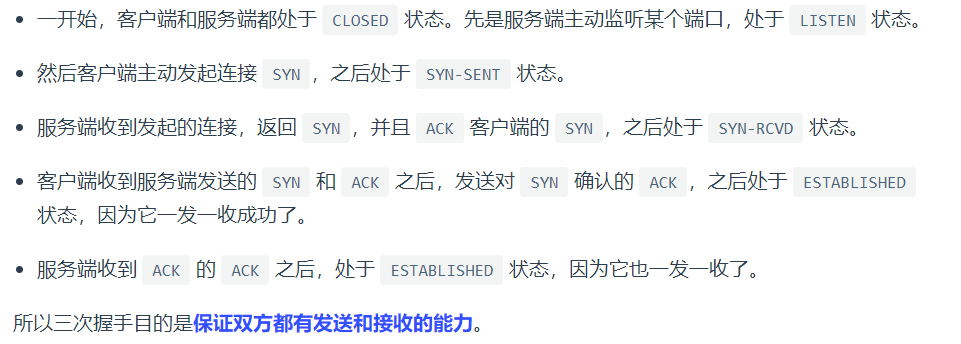 一开始，客户端和服务端都处于 CLOSED 状态。先是服务端主动监听某个端口，处于 LISTEN 状态。
然后客户端主动发起连接 SYN ，之后处于 SYN-SENT 状态。
服务端收到发起的连接，返回 SYN ，并且 ACK 客户端的 SYN ，之后处于 SYN-RCVD 状态。
客户端收到服务端发送的 SYN 和 ACK 之后，发送对 SYN 确认的 ACK ，之后处于 ESTABLISHED
状态，因为它一发一收成功了。
服务端收到 ACK 的 ACK 之后，处于 ESTABLISHED 状态，因为它也一发一收了。
所以三次握手目的是保证双方都有发送和接收的能力。